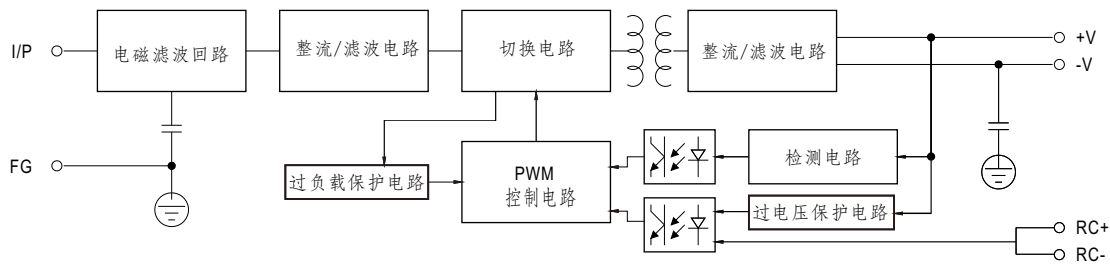 I/P
电磁滤波回路
整流/滤波电路
切换电路
整流/滤波电路
+V
-V
FG
过负载保护电路
PWM
控制电路
检测电路
过电压保护电路
RC+
RC-